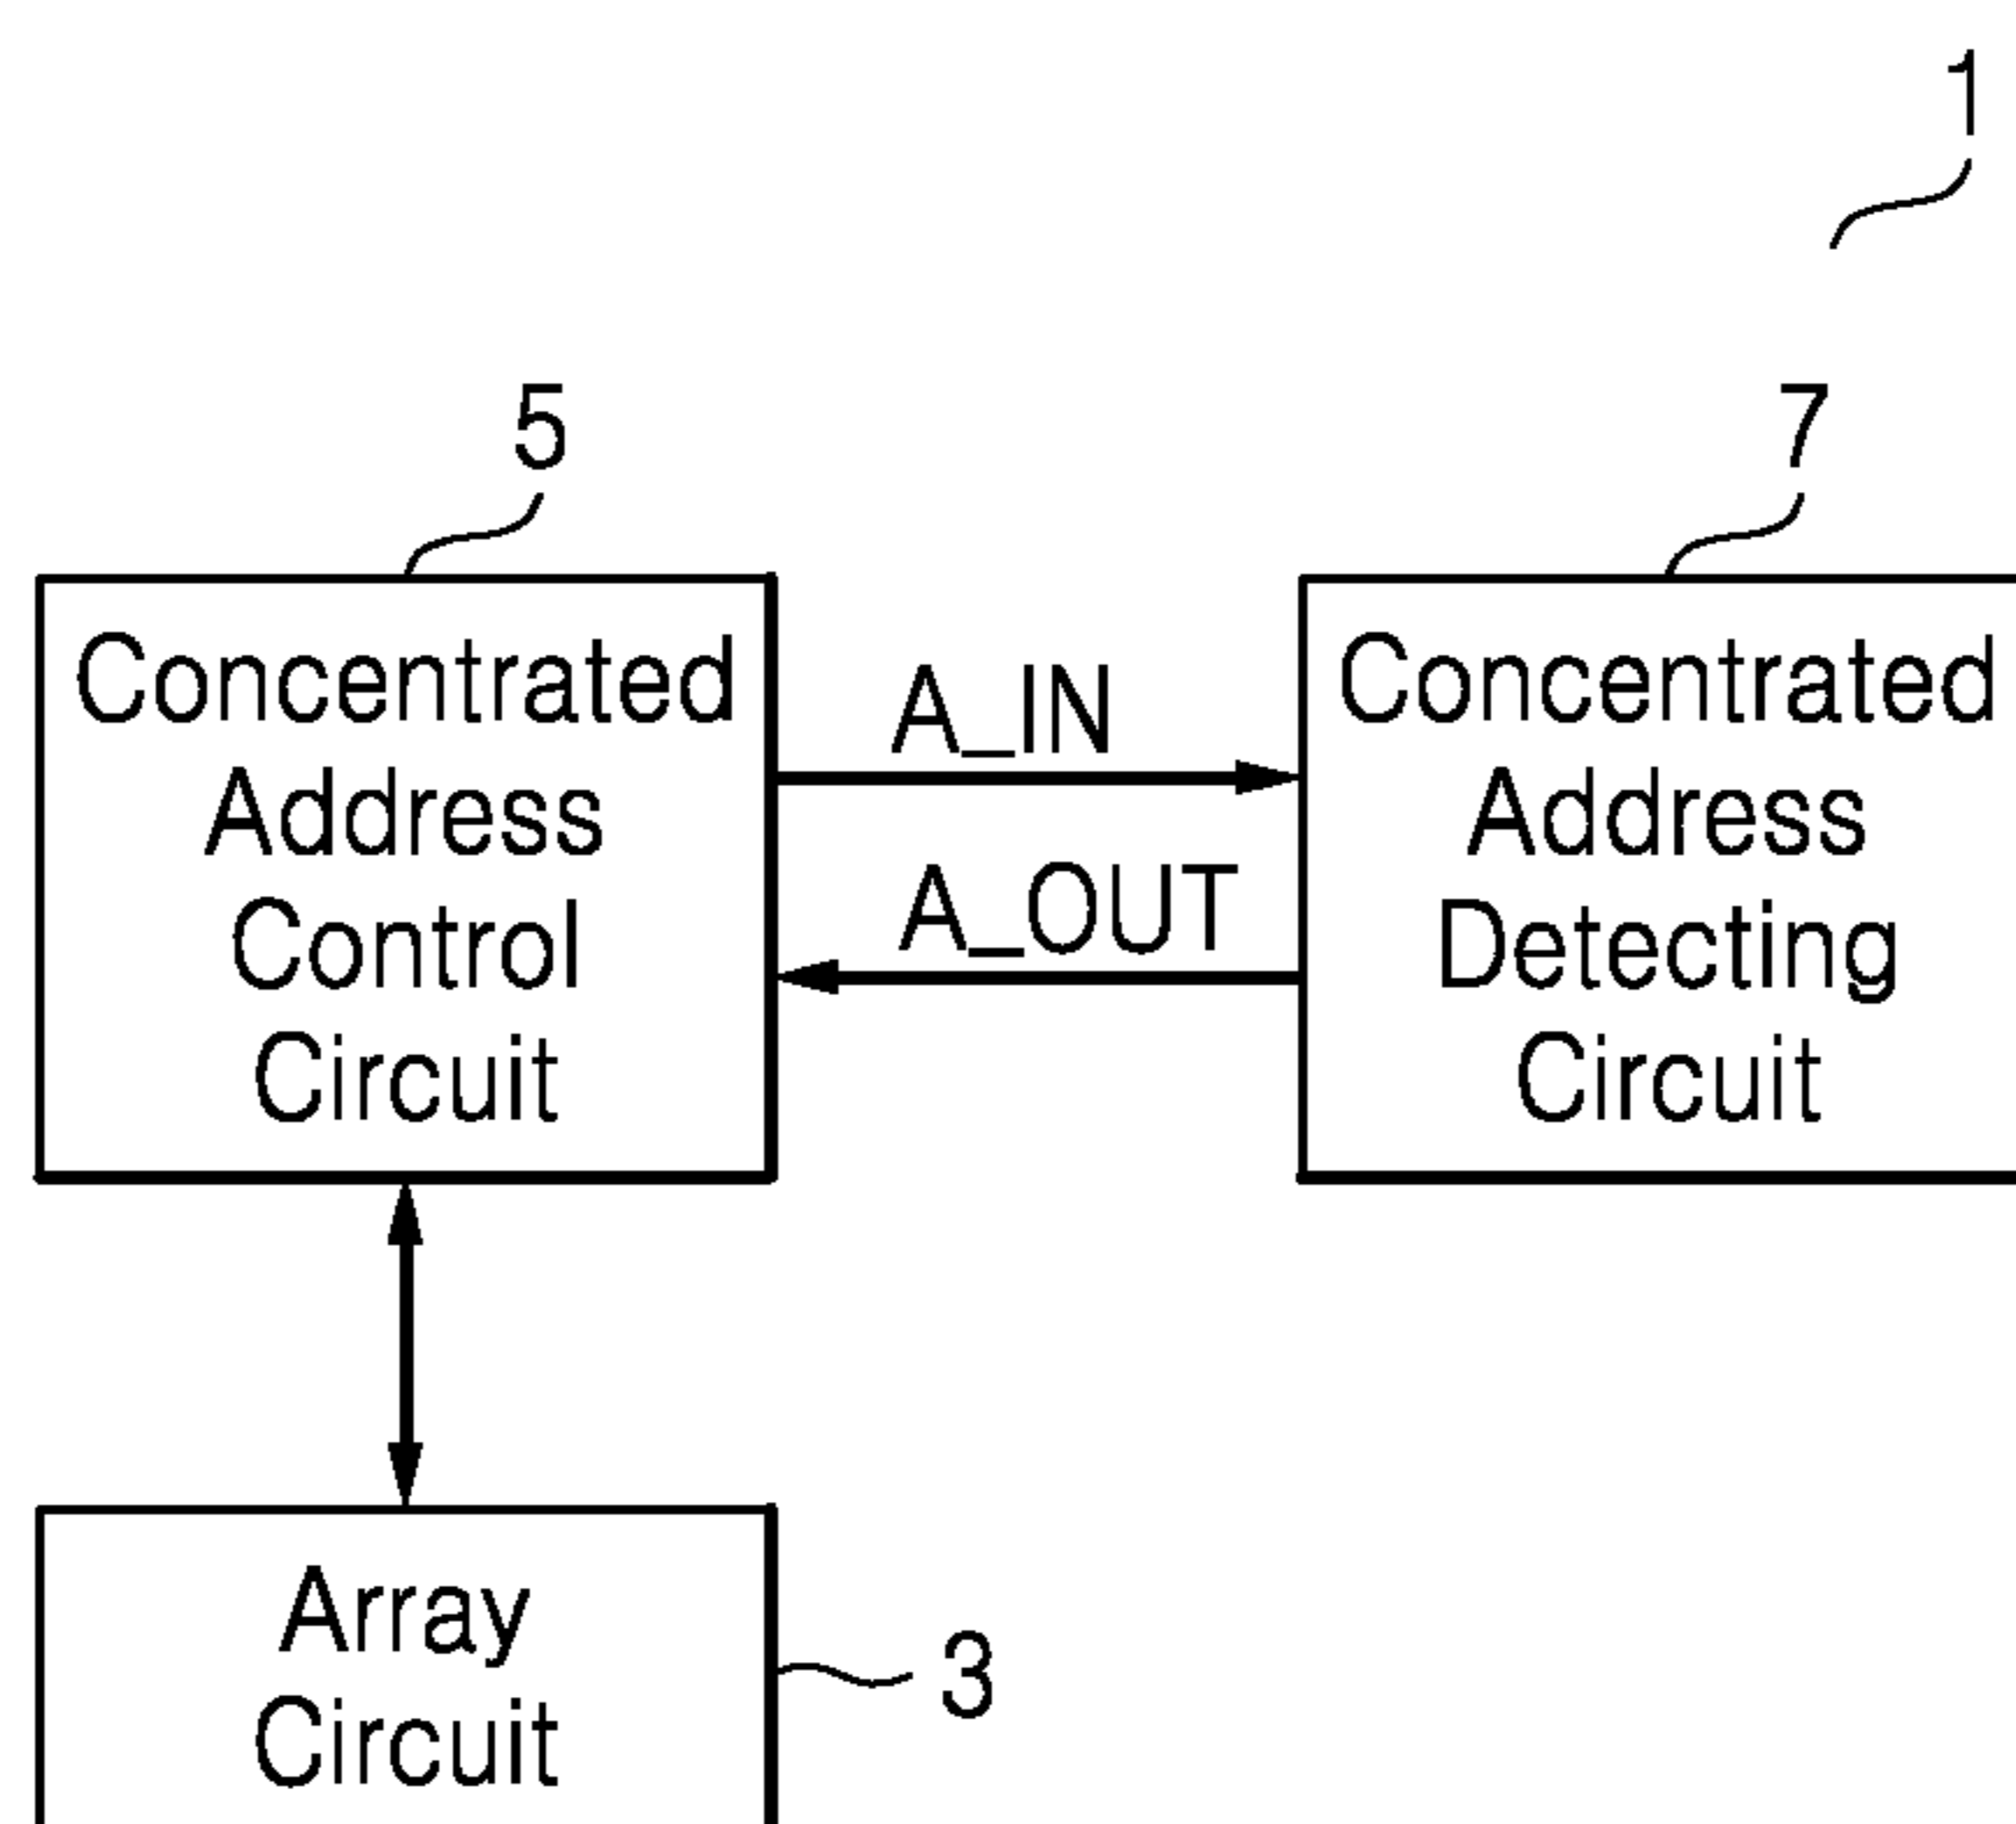 1
5
7
Concentrated
Address
Control
Circuit
A_IN
A_OUT
Concentrated
Address
Detecting
Circuit
Array
Circuit
3